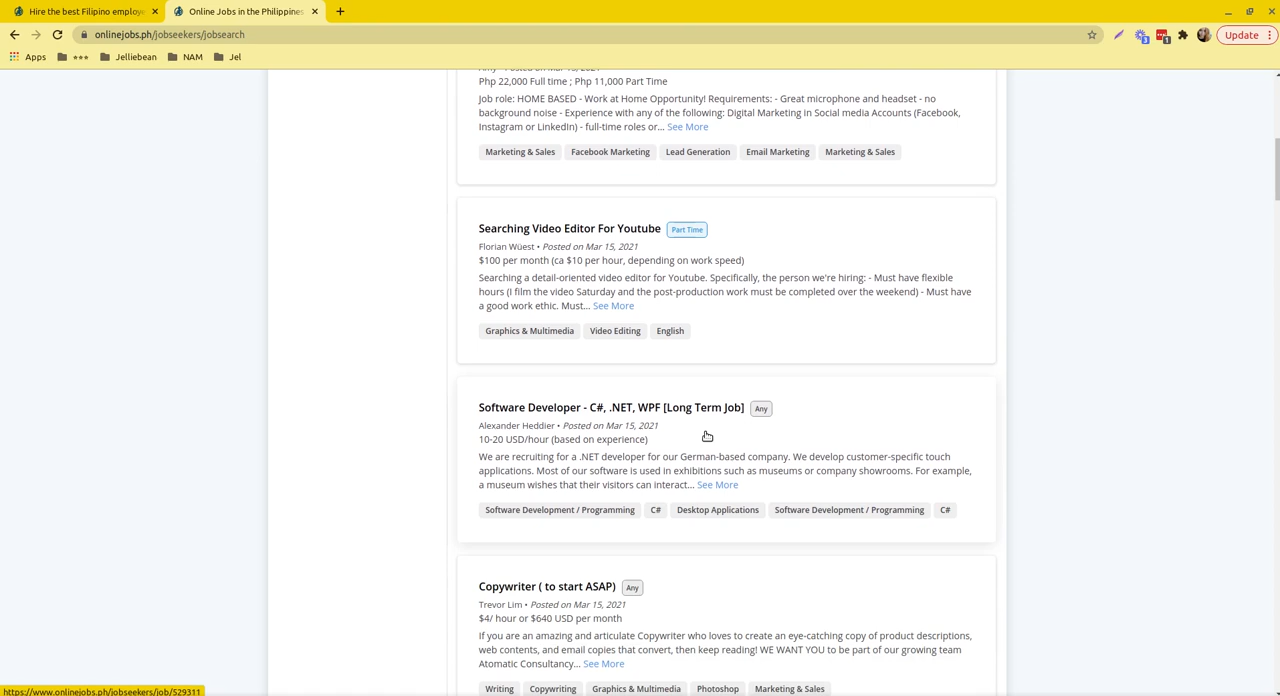 Hire the best Filipino employe
Online Jobs in the Philippines
onlinejobs.ph/jobseekers/jobsearch
Update
Apps
***
Jelliebean
NAM
Jel
Php 22,000 Full time ; Php 11,000 Part Time
Job role: HOME BASED - Work at Home Opportunity! Requirements: - Great microphone and headset - no
background noise - Experience with any of the following: Digital Marketing in Social media Accounts (Facebook,
Instagram or LinkedIn) - full-time roles or... See More
Marketing & Sales Facebook Marketing Lead Generation Email Marketing Marketing & Sales
Searching Video Editor For Youtube Part Time
Florian Wüest • Posted on Mar 15, 2021
$100 per month (ca $10 per hour, depending on work speed)
Searching a detail-oriented video editor for Youtube. Specifically, the person we're hiring: - Must have flexible
hours (I film the video Saturday and the post-production work must be completed over the weekend) - Must have
a good work ethic. Must... See More
Graphics & Multimedia Video Editing English
Software Developer - C#, .NET, WPF [Long Term Job] Any
Alexander Heddier • Posted on Mar 15, 2021
10-20 USD/hour (based on experience)
We are recruiting for a .NET developer for our German-based company. We develop customer-specific touch
applications. Most of our software is used in exhibitions such as museums or company showrooms. For example,
a museum wishes that their visitors can interact... See More
Software Development / Programming C# Desktop Applications Software Development / Programming C#
Copywriter ( to start ASAP) Any
Trevor Lim • Posted on Mar 15, 2021
$4/ hour or $640 USD per month
If you are an amazing and articulate Copywriter who loves to create an eye-catching copy of product descriptions,
web contents, and email copies that convert, then keep reading! WE WANT YOU to be part of our growing team
Atomatic Consultancy... See More
Writing Copywriting Graphics & Multimedia Photoshop Marketing & Sales
https://www.onlinejobs.ph/jobseekers/job/529311